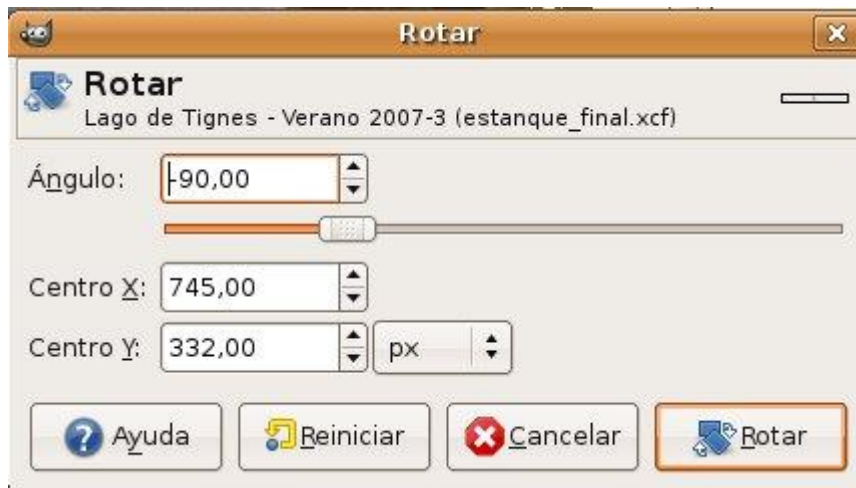 Rotar
Rotar
Lago de Tignes - Verano 2007-3 (estanque_final.xcf)
Ángulo: -90,00
Centro X: 745,00
Centro Y: 332,00 px
Ayuda Reiniciar Cancelar Rotar